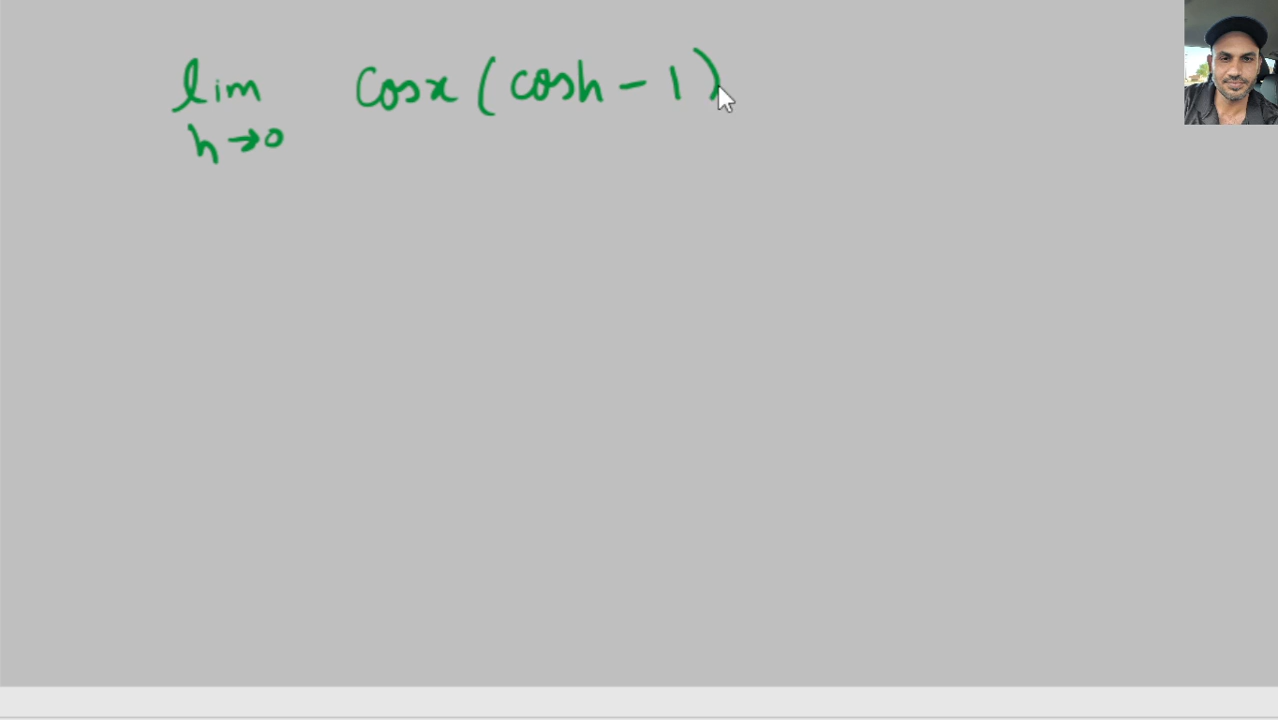 lim cosx (cosh - 1)
h→0